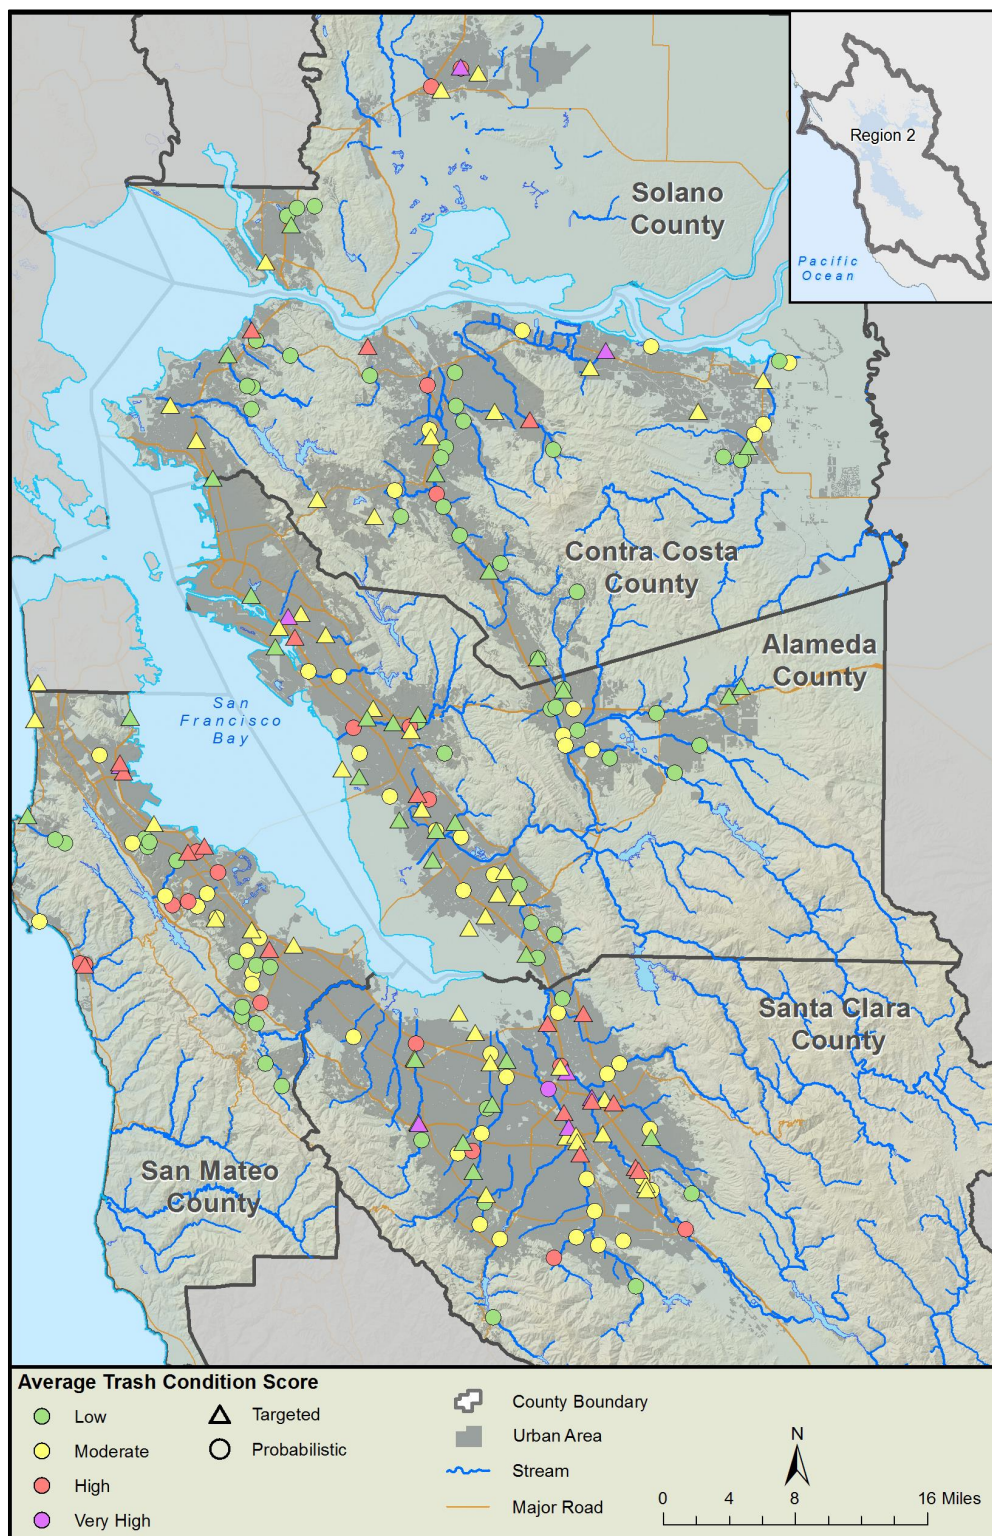 Region 2
Pacific
Ocean
Solano
County
Contra Costa
County
Alameda
County
San
Francisco
Bay
Santa Clara
County
San Mateo
County
Average Trash Condition Score
Low
Moderate
High
Very High
Targeted
Probabilistic
County Boundary
Urban Area
Stream
Major Road
N
0 4 8 16 Miles